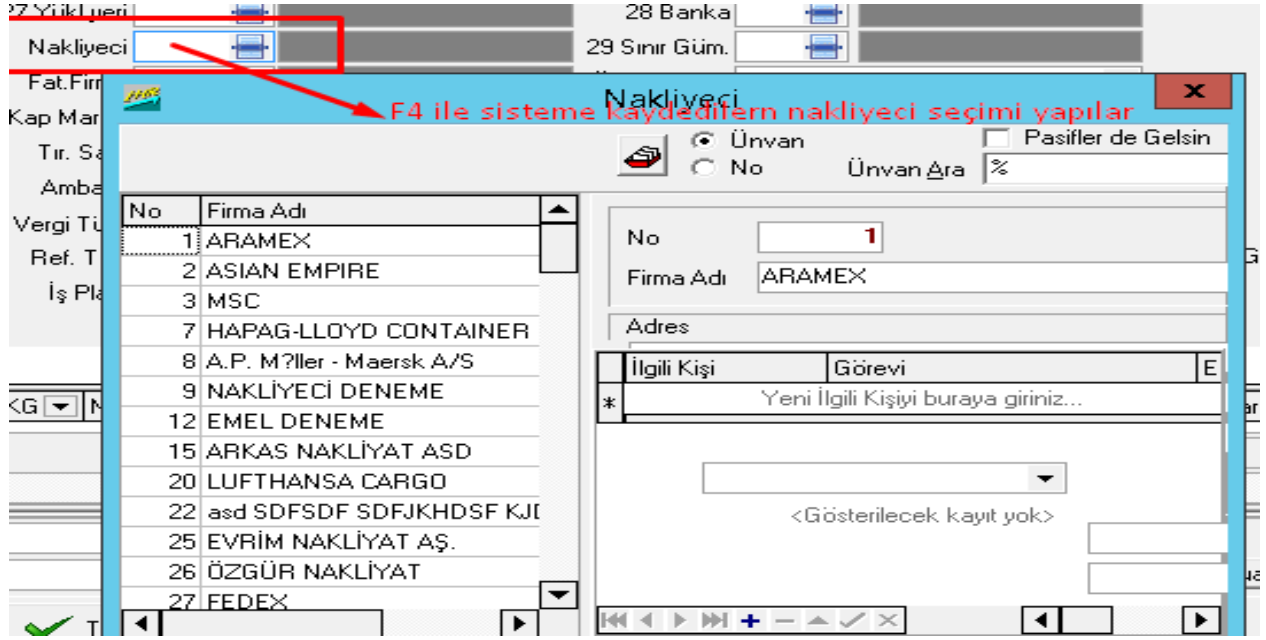 27 Yükl.yeri
28 Banka
Nakliyeci
29 Sınır Güm.
Fat.Firm
Nakliyeci
x
F4 ile sisteme kaydedilern nakliyeci seçimi yapılar
Kap Mar
Ünvan
Pasifler de Gelsin
Tır. Sa
No
Ünvan Ara
%
Amba
No
Firma Adı
Vergi Tü
No
1
1
ARAMEX
Ref. T
2
ASIAN EMPIRE
Firma Adı
ARAMEX
G
İş Pla
3
MSC
7
HAPAG-LLOYD CONTAINER
Adres
8
A.P. M?ller - Maersk A/S
İlgili Kişi
Görevi
E
9
NAKLİYECİ DENEME
*
Yeni İlgili Kişiyi buraya giriniz...
KG
N
ar
12
EMEL DENEME
15
ARKAS NAKLİYAT ASD
20
LUFTHANSA CARGO
22
asd SDFSDF SDFJKHDSF KJD
<Gösterilecek kayıt yok>
25
EVRİM NAKLİYAT AŞ.
26
ÖZGÜR NAKLİYAT
27
FEDEX
T